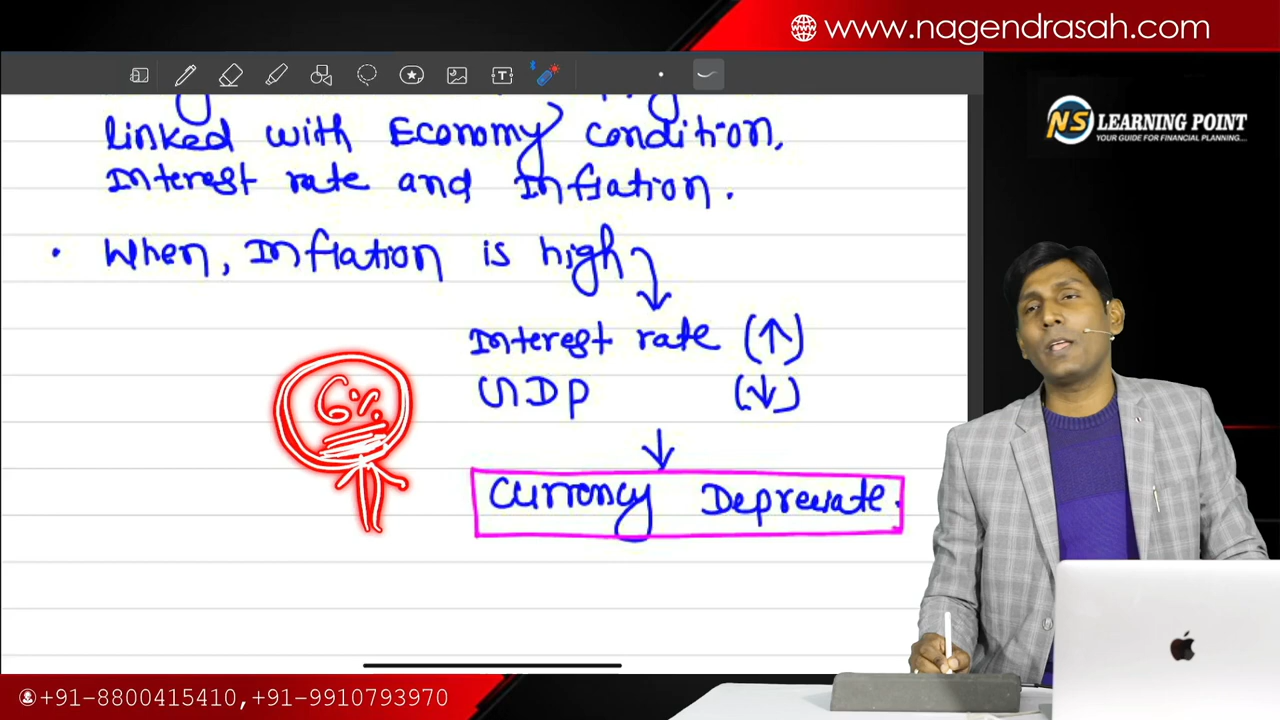 www.nagendrasah.com
NS LEARNING POINT
YOUR GUIDE FOR FINANCIAL PLANNING....
linked with Economy condition,
Interest rate and Inflation.
• When, Inflation is high
Interest rate (↑)
GDP (↓)
6%
↓
Currency Depreciate.
+91-8800415410,+91-9910793970